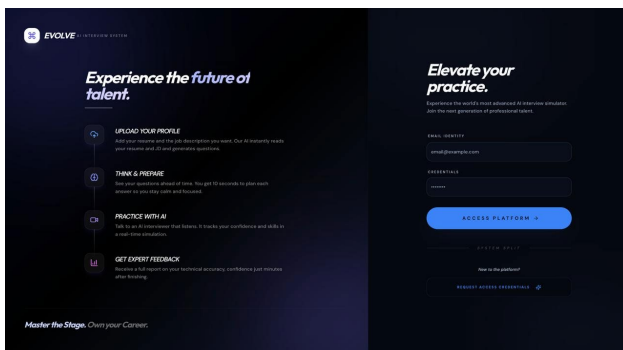 EVOLVE AI INTERVIEW SYSTEM
Experience the future of
talent.
UPLOAD YOUR PROFILE
Add your resume and the job description you want. Our AI instantly reads
your resume and JD and generate questions.
THINK & PREPARE
See your questions ahead of time. You get 10 seconds to plan each
answer so you stay calm and focused.
PRACTICE WITH AI
Talk to an AI interviewer that listens. It tracks your confidence and skills in
a real-time simulation.
GET EXPERT FEEDBACK
Receive a full report on your technical accuracy, confidence just minutes
after finishing.
Master the Stage. Own your Career.
Elevate your
practice.
Experience the world's most advanced AI interview simulator.
Join the next generation of professional talent.
EMAIL IDENTITY
email@example.com
CREDENTIALS
••••••••
ACCESS PLATFORM →
SYSTEM SPLIT
New to the platform?
REQUEST ACCESS CREDENTIALS